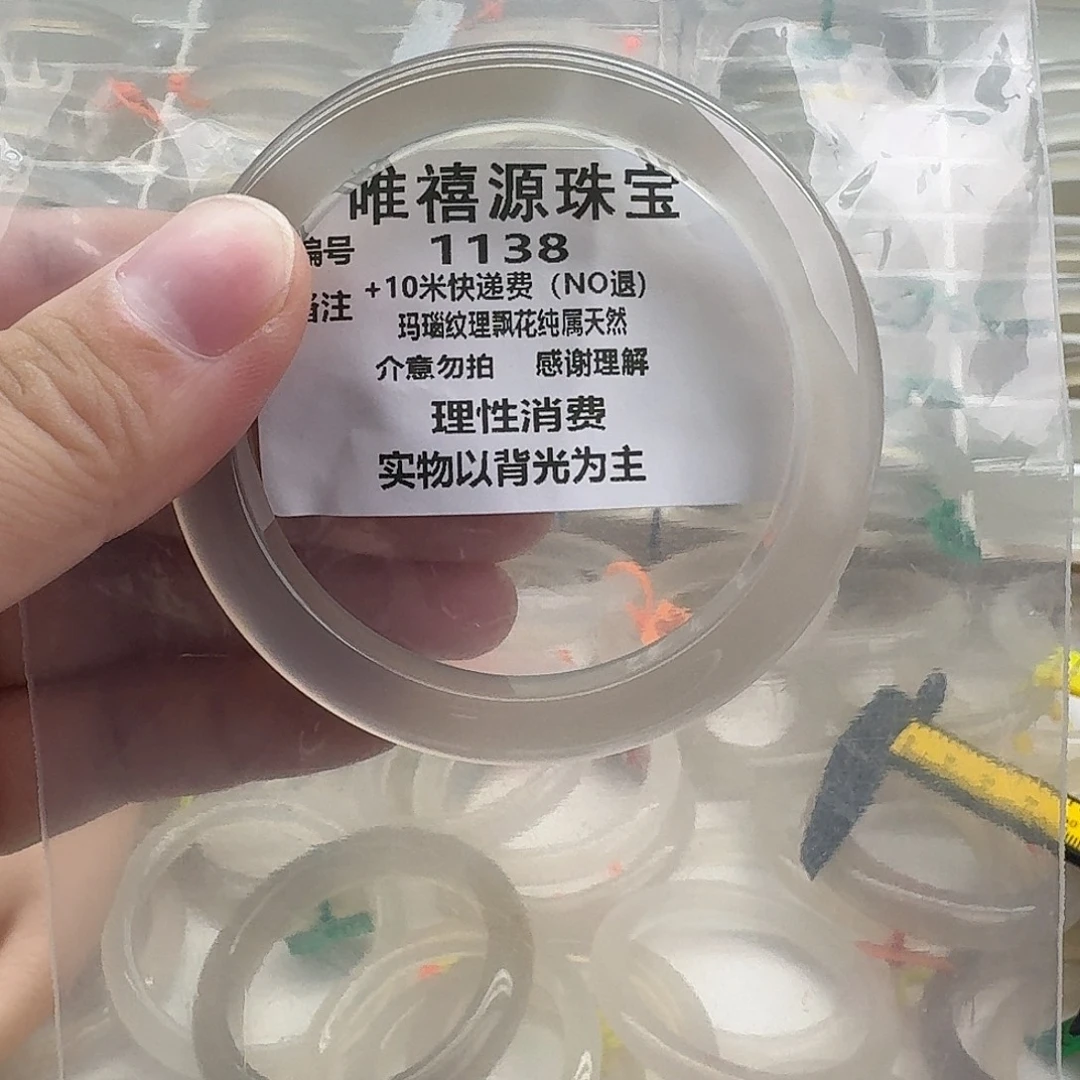 唯禧源珠宝
编号 1138
备注 +10米快递费（NO退）
玛瑙纹理飘花纯属天然
介意勿拍 感谢理解
理性消费
实物以背光为主